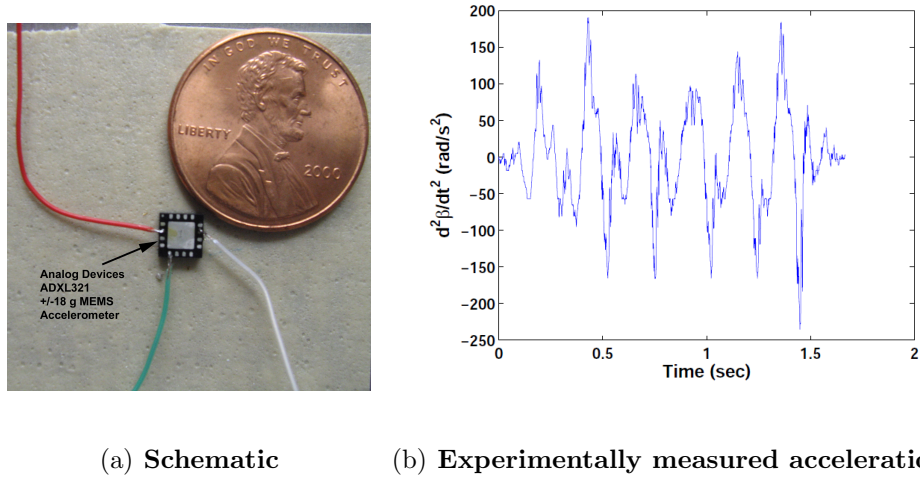 IN GOD WE TRUST
LIBERTY
2000
Analog Devices
ADXL321
+/-18 g MEMS
Accelerometer
200
150
100
50
0
−50
−100
−150
−200
−250
d²β/dt² (rad/s²)
0
0.5
1
1.5
2
Time (sec)
(a) Schematic
(b) Experimentally measured acceleratio